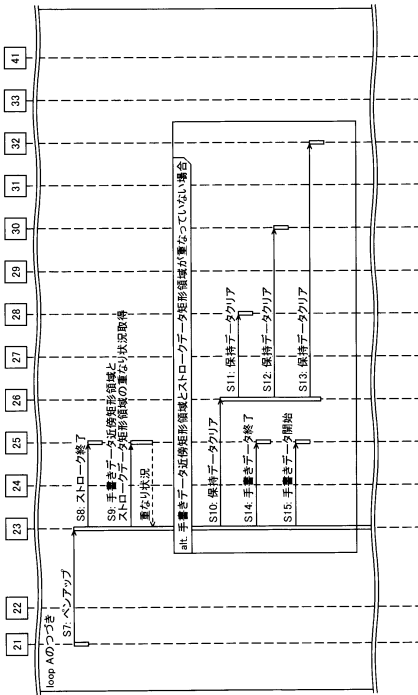 21
22
23
24
25
26
27
28
29
30
31
32
33
41
loop Aのつづき
S7: ペンアップ
S8: ストローク終了
S9: 手書きデータ近傍矩形領域と
ストロークデータ矩形領域の重なり状況取得
重なり状況
alt. 手書きデータ近傍矩形領域とストロークデータ矩形領域が重なっていない場合
S10: 保持データクリア
S11: 保持データクリア
S12: 保持データクリア
S13: 保持データクリア
S14: 手書きデータ終了
S15: 手書きデータ開始